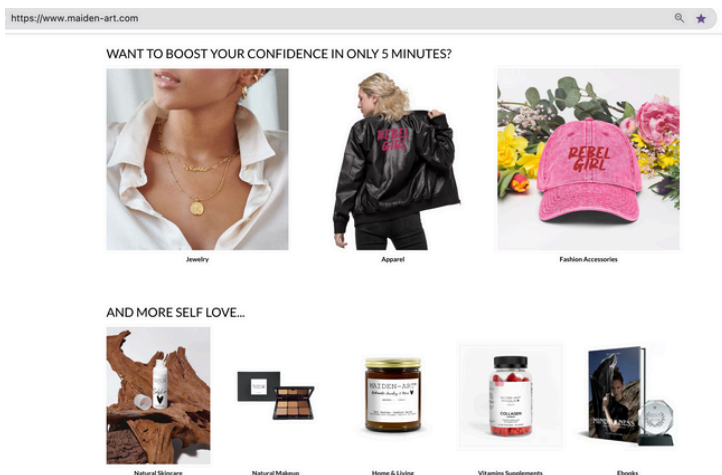 https://www.maiden-art.com
WANT TO BOOST YOUR CONFIDENCE IN ONLY 5 MINUTES?
REBEL
GIRL
REBEL
GIRL
Jewelry
Apparel
Fashion Accessories
AND MORE SELF LOVE...
MAIDEN-ART
COLLAGEN
Natural Skincare
Natural Makeup
Home & Living
Vitamins Supplements
Ebooks